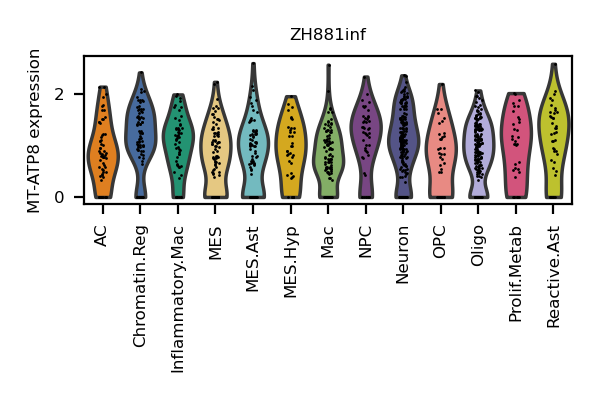 ZH881inf
MT-ATP8 expression
2
0
AC
Chromatin.Reg
Inflammatory.Mac
MES
MES.Ast
MES.Hyp
Mac
NPC
Neuron
OPC
Oligo
Prolif.Metab
Reactive.Ast